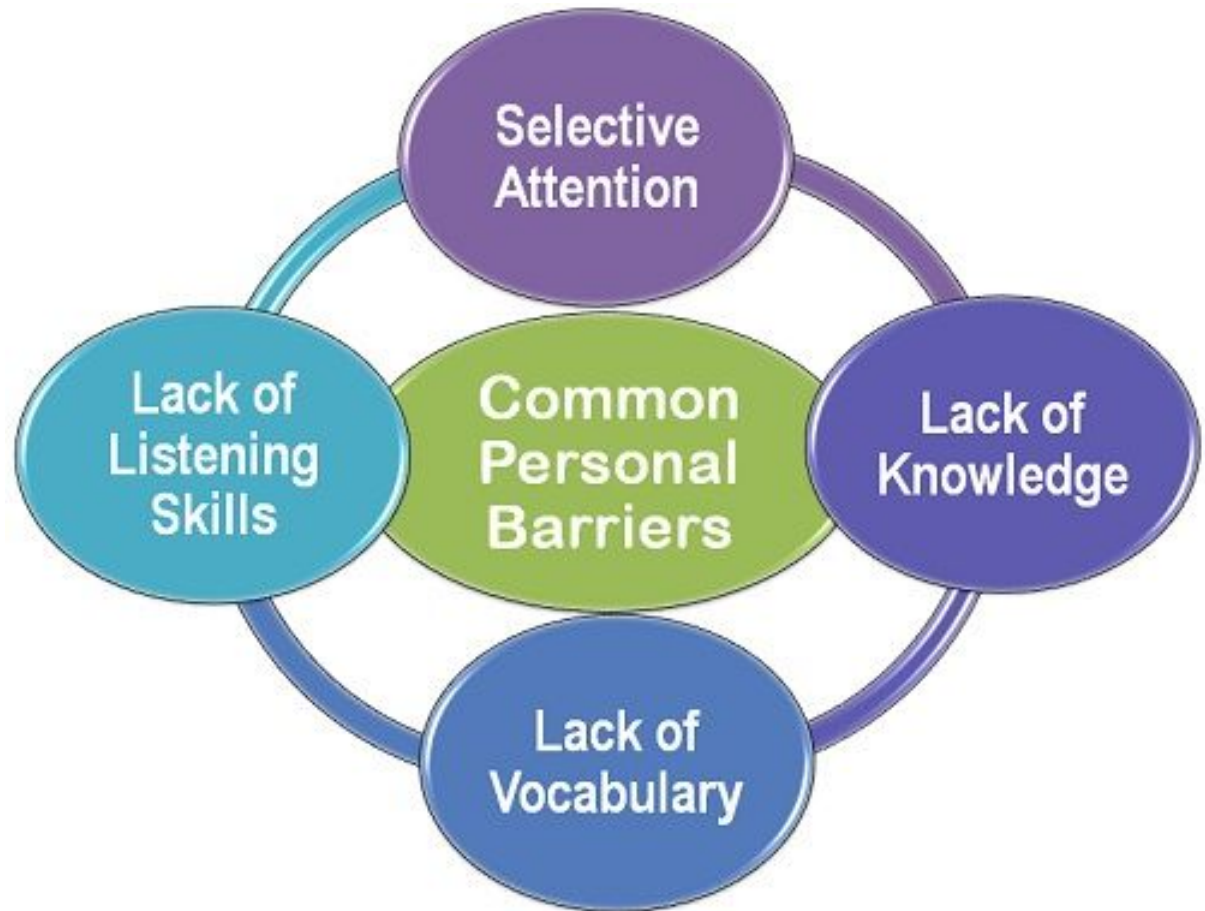 Selective
Attention
Lack of
Listening
Skills
Common
Personal
Barriers
Lack of
Knowledge
Lack of
Vocabulary